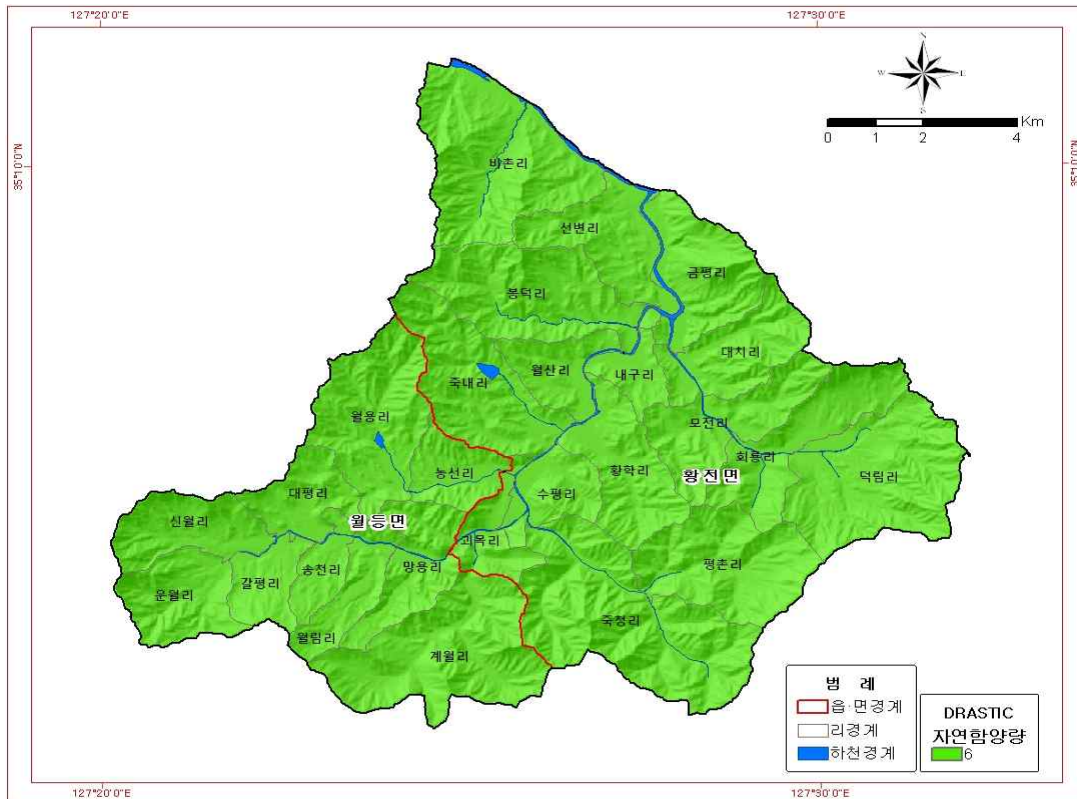 127°20'0"E
127°30'0"E
N
W
E
S
Km
0 1 2 4
35°10'0"N
35°10'0"N
비촌리
선변리
금평리
봉덕리
대치리
월산리
내구리
죽내리
월용리
모전리
회룡리
농선리
황학리
황전면
덕림리
대평리
수평리
신월리
월등면
괴목리
송천리
망용리
평촌리
갈평리
운월리
죽청리
월림리
계월리
범 례
읍·면경계
리경계
하천경계
DRASTIC
자연함양량
6
127°20'0"E
127°30'0"E